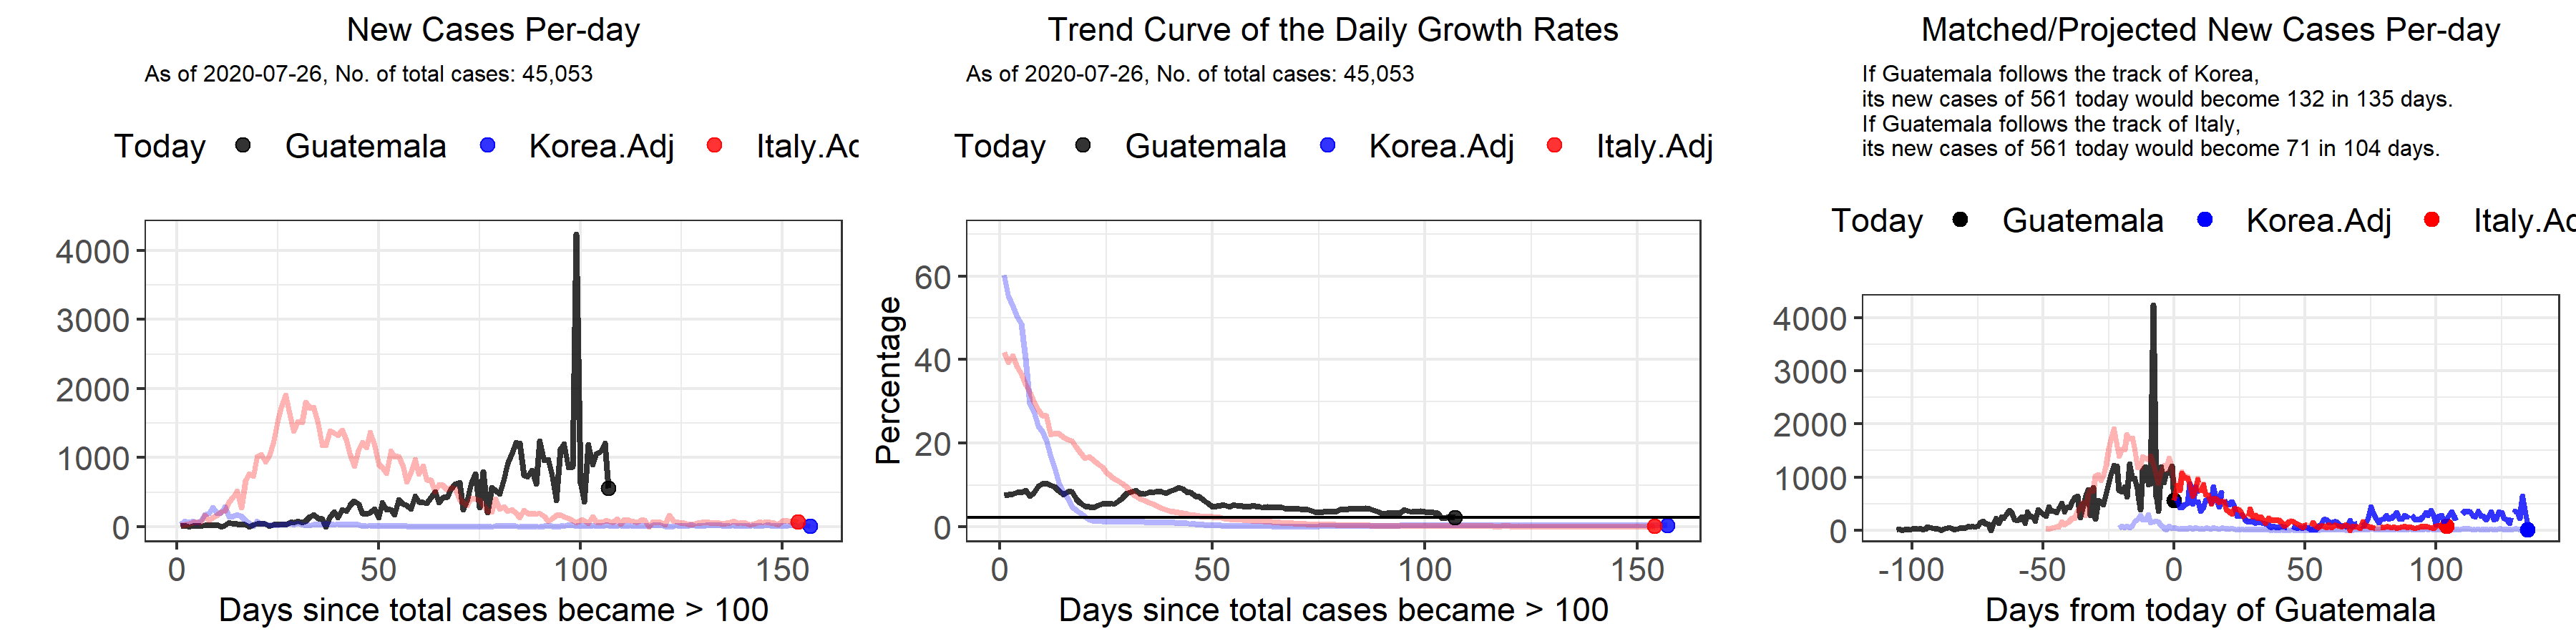 New Cases Per-day
As of 2020-07-26, No. of total cases: 45,053
Today Guatemala Korea.Adj Italy.Ac
4000
3000
2000
1000
0
0 50 100 150
Days since total cases became > 100
Trend Curve of the Daily Growth Rates
As of 2020-07-26, No. of total cases: 45,053
Today Guatemala Korea.Adj Italy.Adj
Percentage
60
40
20
0
0 50 100 150
Days since total cases became > 100
Matched/Projected New Cases Per-day
If Guatemala follows the track of Korea,
its new cases of 561 today would become 132 in 135 days.
If Guatemala follows the track of Italy,
its new cases of 561 today would become 71 in 104 days.
Today Guatemala Korea.Adj Italy.Ad
4000
3000
2000
1000
0
-100 -50 0 50 100
Days from today of Guatemala